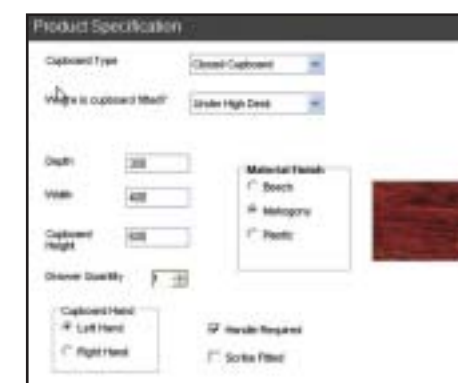 Product Specification
Cupboard Type
Closed Cupboard
Where is cupboard fitted?
Under High Desk
Depth
300
Width
400
Cupboard Height
600
Material Finish
Beech
Mahogony
Plastic
Drawer Quantity
Cupboard Hand
Left Hand
Right Hand
Handle Required
Scribe Fitted